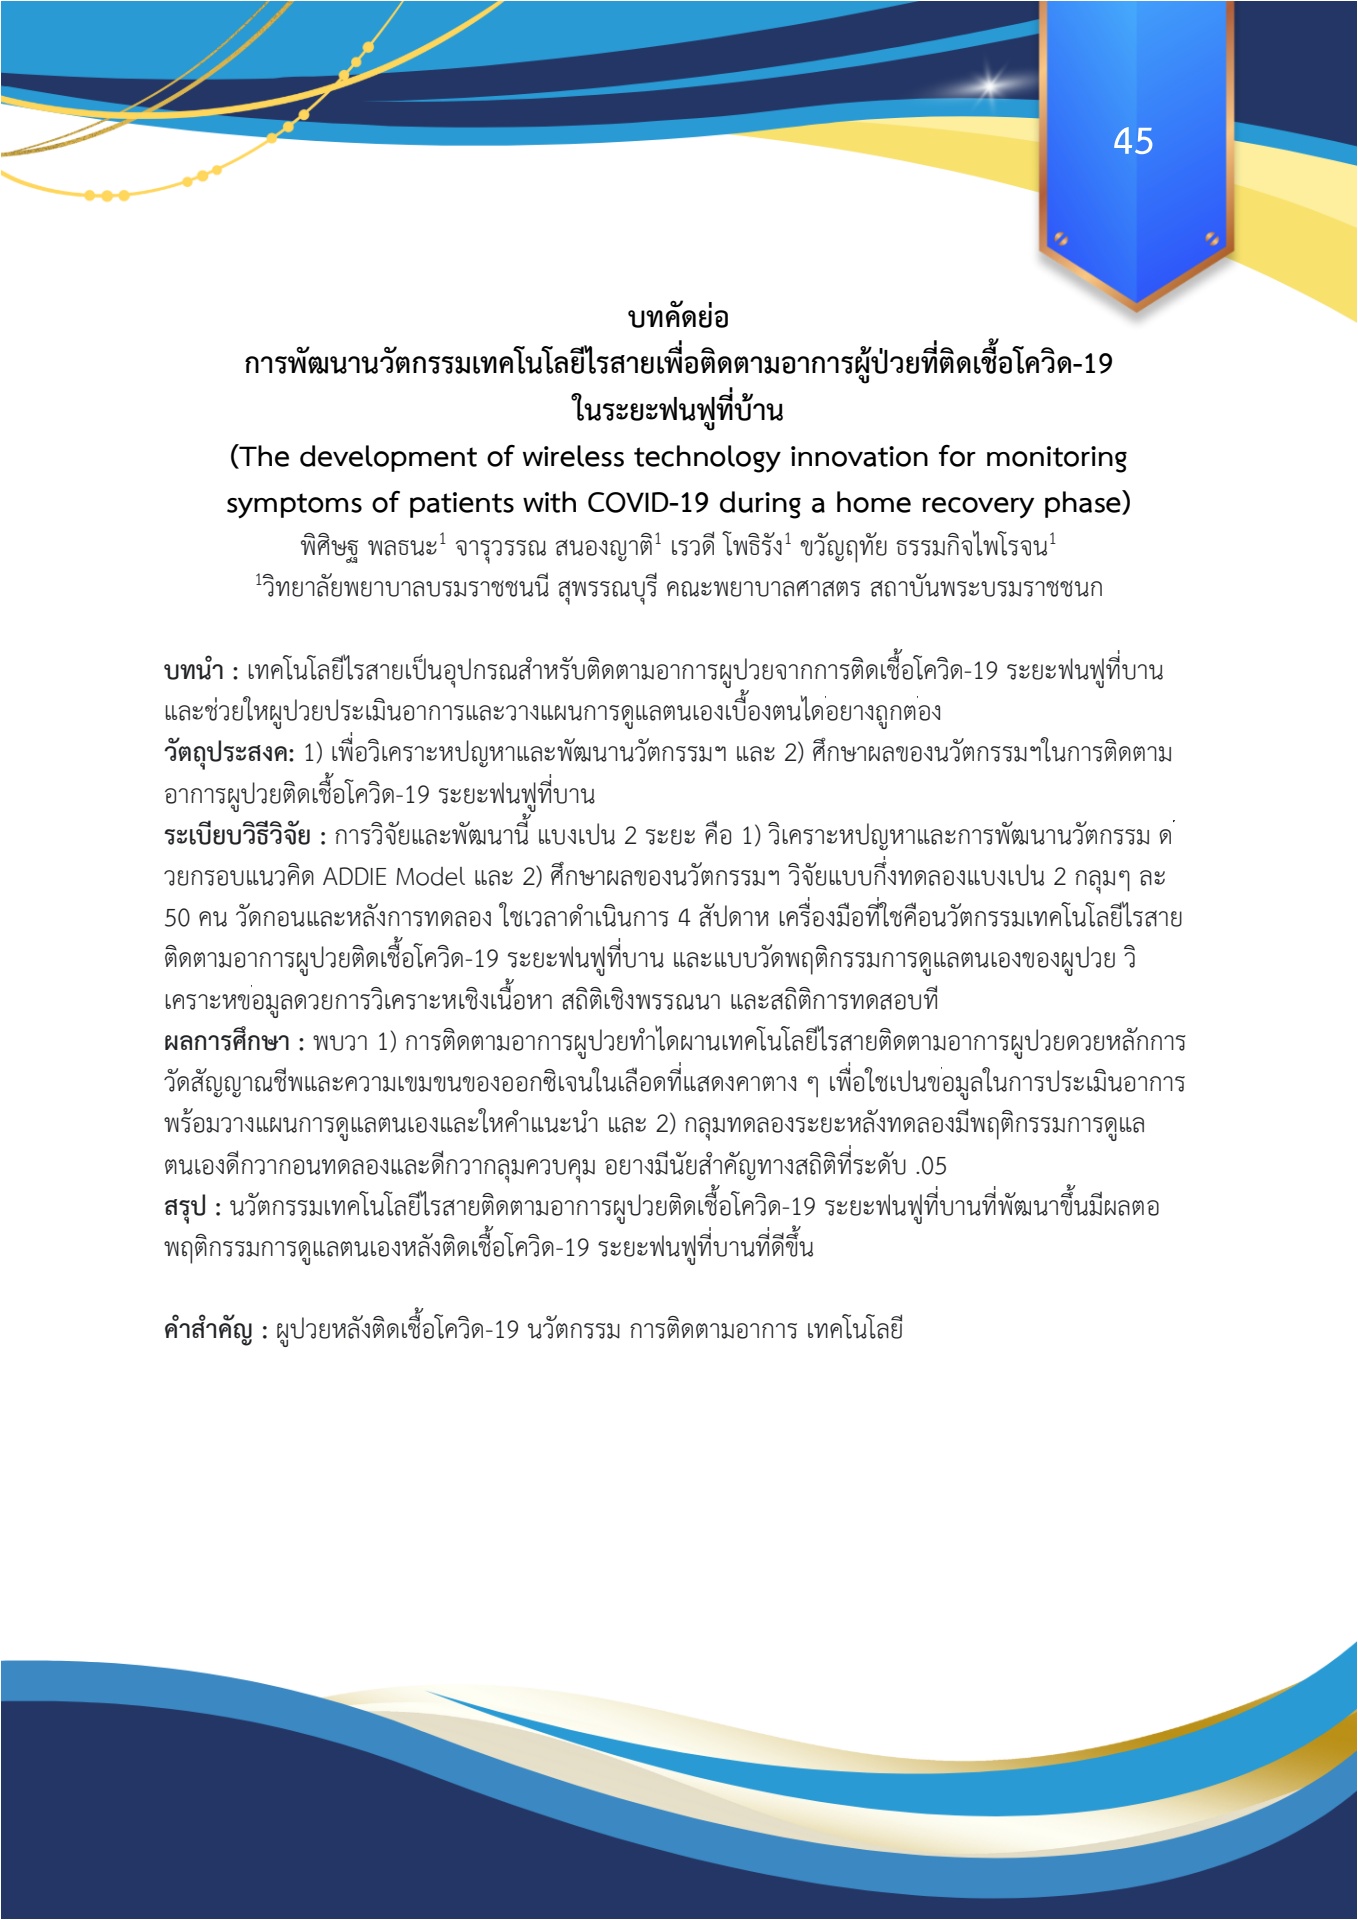 45
บทคัดย่อ
การพัฒนานวัตกรรมเทคโนโลยีไรสายเพื่อติดตามอาการผู้ป่วยที่ติดเชื้อโควิด-19
ในระยะฟนฟูที่บ้าน
(The development of wireless technology innovation for monitoring
symptoms of patients with COVID-19 during a home recovery phase)
พิศิษฐ พลธนะ¹ จารุวรรณ สนองญาติ¹ เรวดี โพธิรัง¹ ขวัญฤทัย ธรรมกิจไพโรจน¹
¹วิทยาลัยพยาบาลบรมราชชนนี สุพรรณบุรี คณะพยาบาลศาสตร สถาบันพระบรมราชชนก
บทนำ : เทคโนโลยีไรสายเป็นอุปกรณสำหรับติดตามอาการผูปวยจากการติดเชื้อโควิด-19 ระยะฟนฟูที่บาน
และช่วยใหผูปวยประเมินอาการและวางแผนการดูแลตนเองเบื้องตนได่อยางถูกต่อง
วัตถุประสงค: 1) เพื่อวิเคราะหปญหาและพัฒนานวัตกรรมฯ และ 2) ศึกษาผลของนวัตกรรมฯในการติดตาม
อาการผูปวยติดเชื้อโควิด-19 ระยะฟนฟูที่บาน
ระเบียบวิธีวิจัย : การวิจัยและพัฒนานี้ แบงเปน 2 ระยะ คือ 1) วิเคราะหปญหาและการพัฒนานวัตกรรม ด่
วยกรอบแนวคิด ADDIE Model และ 2) ศึกษาผลของนวัตกรรมฯ วิจัยแบบกึ่งทดลองแบงเปน 2 กลุมๆ ละ
50 คน วัดกอนและหลังการทดลอง ใชเวลาดำเนินการ 4 สัปดาห เครื่องมือที่ใชคือนวัตกรรมเทคโนโลยีไรสาย
ติดตามอาการผูปวยติดเชื้อโควิด-19 ระยะฟนฟูที่บาน และแบบวัดพฤติกรรมการดูแลตนเองของผูปวย วิ
เคราะหข่อมูลดวยการวิเคราะหเชิงเนื้อหา สถิติเชิงพรรณนา และสถิติการทดสอบที
ผลการศึกษา : พบวา 1) การติดตามอาการผูปวยทำไดผานเทคโนโลยีไรสายติดตามอาการผูปวยดวยหลักการ
วัดสัญญาณชีพและความเขมขนของออกซิเจนในเลือดที่แสดงคาตาง ๆ เพื่อใชเปนข่อมูลในการประเมินอาการ
พร้อมวางแผนการดูแลตนเองและใหคำแนะนำ และ 2) กลุมทดลองระยะหลังทดลองมีพฤติกรรมการดูแล
ตนเองดีกวากอนทดลองและดีกวากลุมควบคุม อยางมีนัยสำคัญทางสถิติที่ระดับ .05
สรุป : นวัตกรรมเทคโนโลยีไรสายติดตามอาการผูปวยติดเชื้อโควิด-19 ระยะฟนฟูที่บานที่พัฒนาขึ้นมีผลตอ
พฤติกรรมการดูแลตนเองหลังติดเชื้อโควิด-19 ระยะฟนฟูที่บานที่ดีขึ้น
คำสำคัญ : ผูปวยหลังติดเชื้อโควิด-19 นวัตกรรม การติดตามอาการ เทคโนโลยี